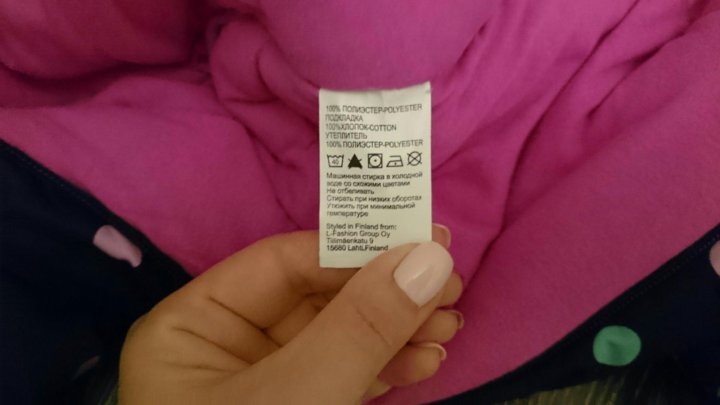 100% ПОЛИЭСТЕР-POLYESTER
ПОДКЛАДКА
100%ХЛОПОК-COTTON
УТЕПЛИТЕЛЬ
100% ПОЛИЭСТЕР-POLYESTER
40
Машинная стирка в холодной
воде со схожими цветами
Не отбеливать
Стирать при низких оборотах
Утюжить при минимальной
температуре
Styled in Finland from:
L-Fashion Group Oy
Tiilimäenkatu 9
15680 Lahti,Finland